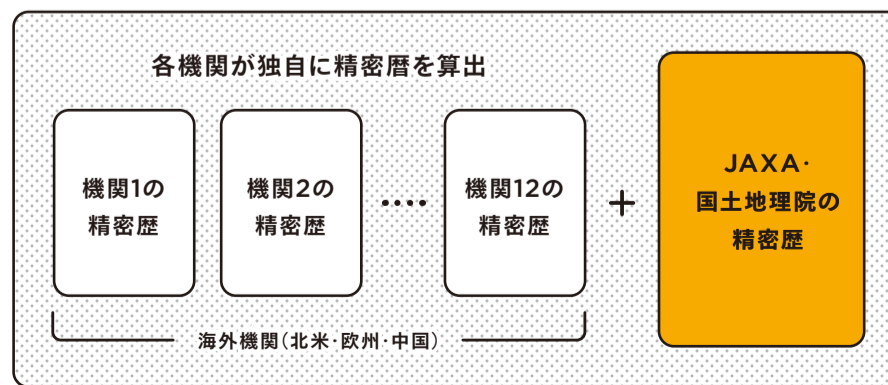 各機関が独自に精密暦を算出
機関1の
精密歴
機関2の
精密歴
····
機関12の
精密歴
+
JAXA·
国土地理院の
精密歴
海外機関(北米·欧州·中国)